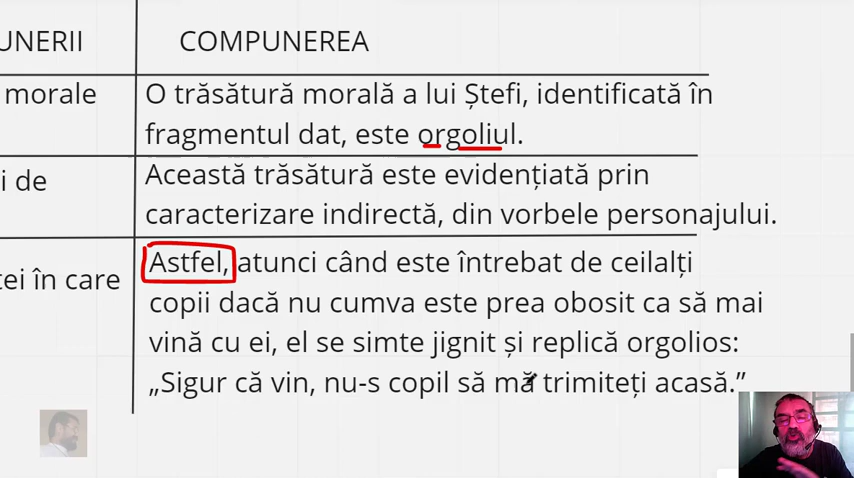 UNERII
COMPUNEREA
morale
O trăsătură morală a lui Ștefi, identificată în
fragmentul dat, este orgoliul.
i de
Această trăsătură este evidențiată prin
caracterizare indirectă, din vorbele personajului.
ei în care
Astfel, atunci când este întrebat de ceilalți
copii dacă nu cumva este prea obosit ca să mai
vină cu ei, el se simte jignit și replică orgolios:
„Sigur că vin, nu-s copil să mă trimiteți acasă.”